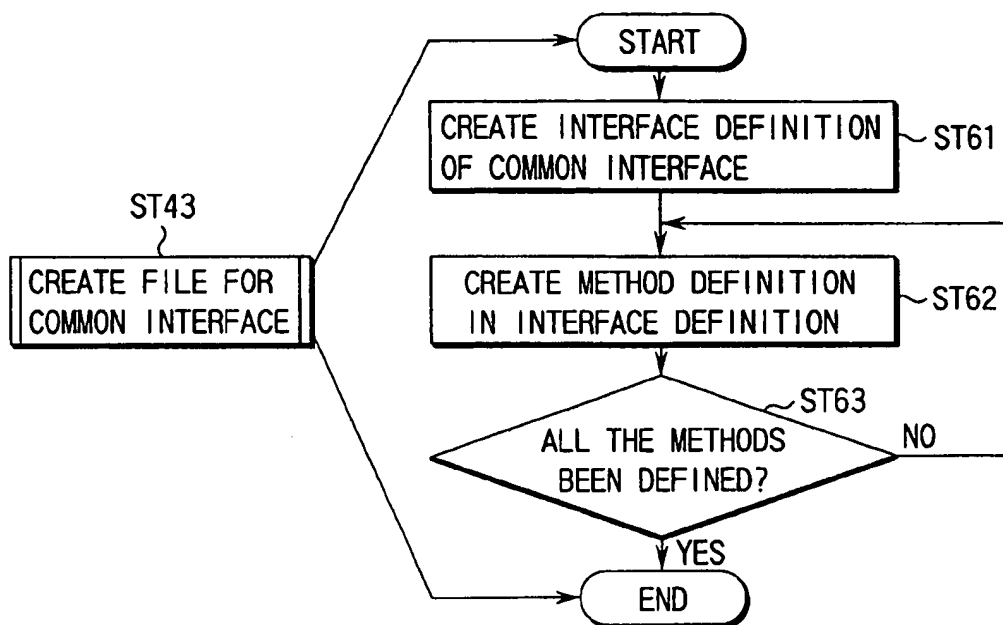 START
CREATE INTERFACE DEFINITION
OF COMMON INTERFACE
ST61
ST43
CREATE FILE FOR
COMMON INTERFACE
CREATE METHOD DEFINITION
IN INTERFACE DEFINITION
ST62
ST63
ALL THE METHODS
BEEN DEFINED?
NO
YES
END